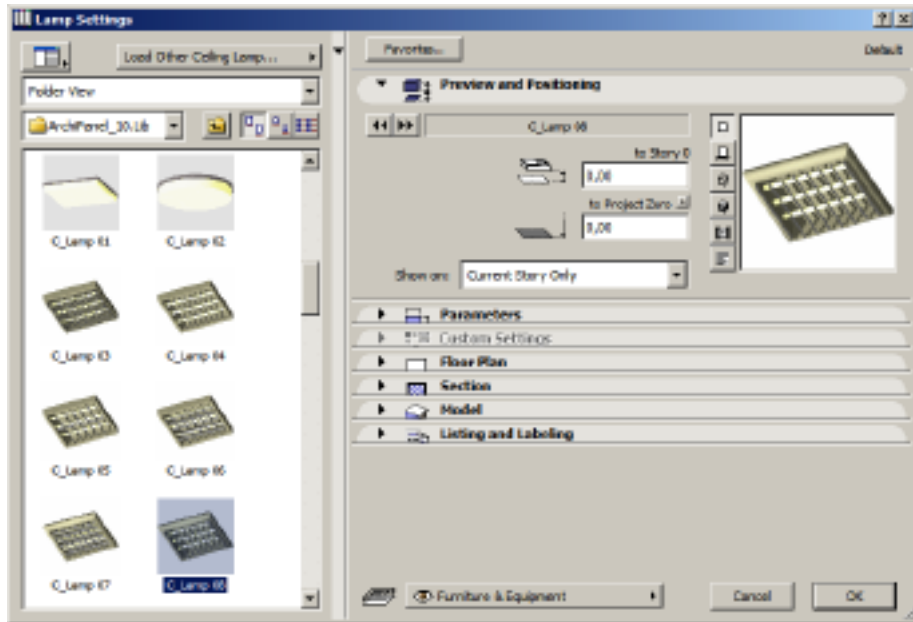 Lamp Settings
Load Other Ceiling Lamp...
Folder View
ArchiPanel_10.Lib
C_Lamp 01
C_Lamp 02
C_Lamp 03
C_Lamp 04
C_Lamp 05
C_Lamp 06
C_Lamp 07
C_Lamp 08
Favorites...
Default
Preview and Positioning
C_Lamp 08
to Story 0
0,00
to Project Zero
0,00
Show on:
Current Story Only
Parameters
Custom Settings
Floor Plan
Section
Model
Listing and Labeling
Furniture & Equipment
Cancel
OK